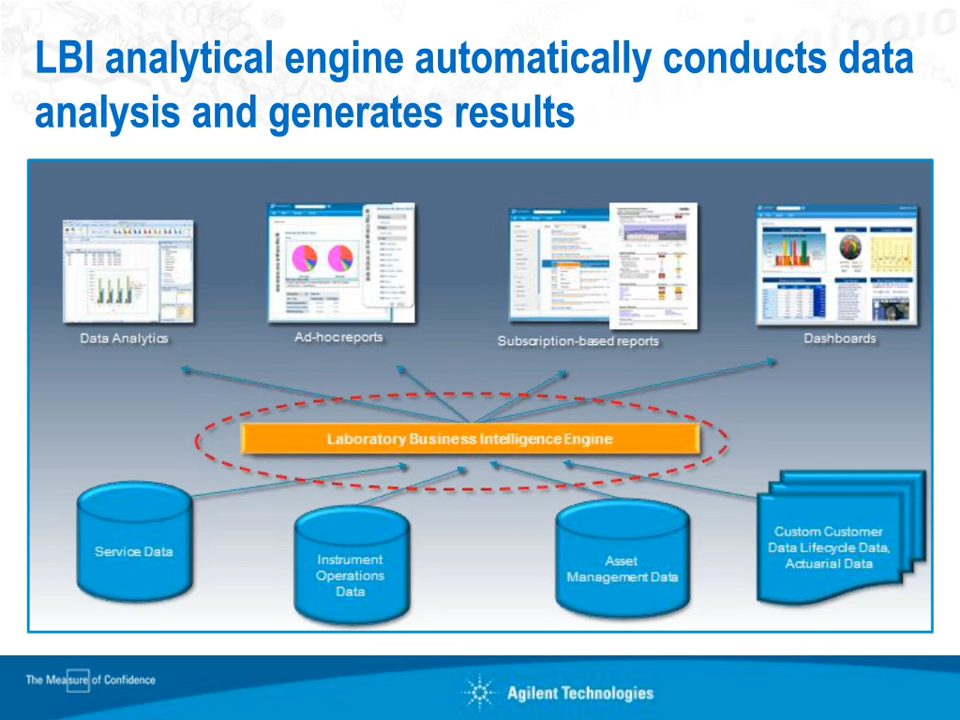 LBI analytical engine automatically conducts data
analysis and generates results
Data Analytics
Ad-hoc reports
Subscription-based reports
Dashboards
Laboratory Business Intelligence Engine
Service Data
Instrument
Operations
Data
Asset
Management Data
Custom Customer
Data Lifecycle Data,
Actuarial Data
The Measure of Confidence
Agilent Technologies